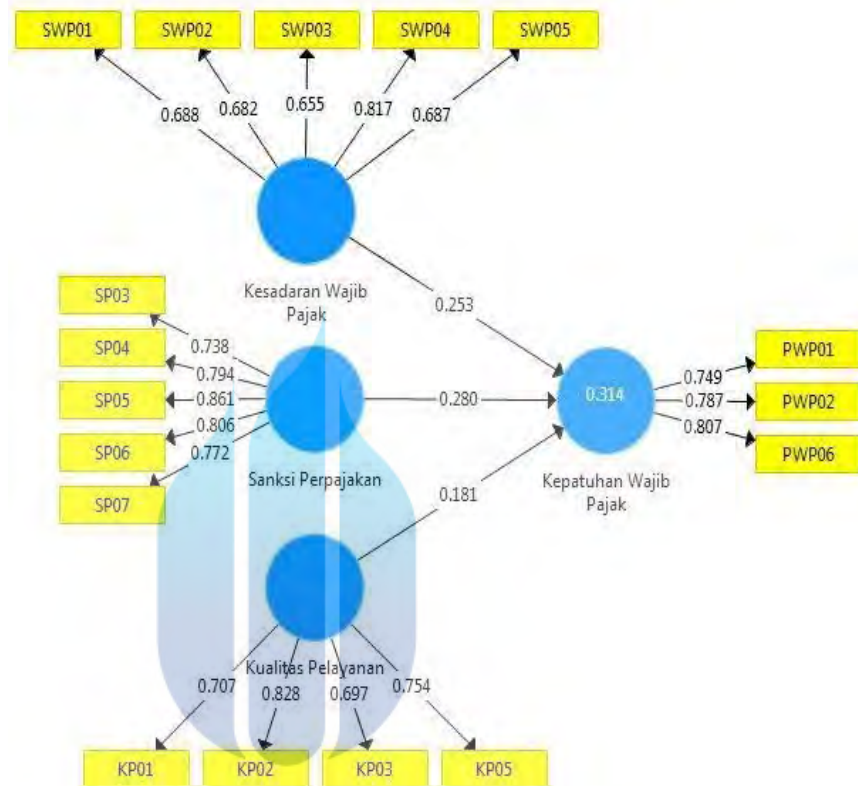 SWP01 SWP02 SWP03 SWP04 SWP05
0.688 0.682 0.655 0.817 0.687
Kesadaran Wajib
Pajak
0.253
SP03
SP04
SP05
SP06
SP07
0.738
0.794
0.861
0.806
0.772
Sanksi Perpajakan
0.280
0.314
Kepatuhan Wajib
Pajak
0.749
0.787
0.807
PWP01
PWP02
PWP06
0.181
Kualitas Pelayanan
0.707 0.828 0.697 0.754
KP01 KP02 KP03 KP05